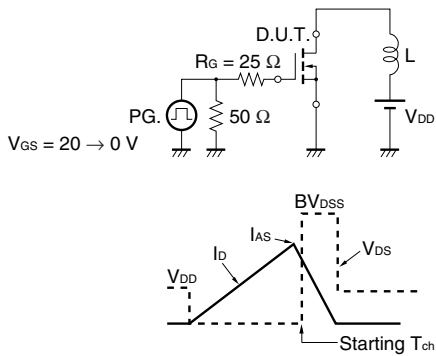 D.U.T.
RG = 25 Ω
L
PG.
50 Ω
VDD
VGS = 20 → 0 V
BVDSS
IAS
ID
VDS
VDD
Starting Tch